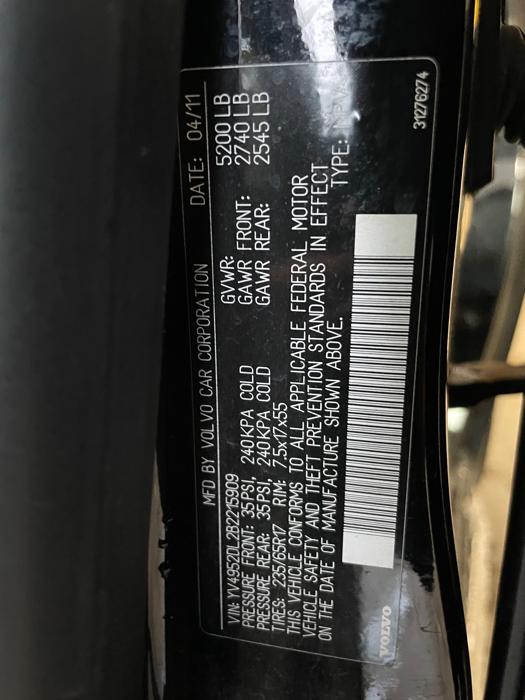 MFD BY VOLVO CAR CORPORATION DATE: 04/11
VIN: YV4952DL2B2215909 GVWR: 5200 LB
PRESSURE FRONT: 35PSI, 240KPA COLD GAWR FRONT: 2740 LB
PRESSURE REAR: 35PSI, 240KPA COLD GAWR REAR: 2545 LB
TIRES: 235/65R17 RIM: 7.5x17x55
THIS VEHICLE CONFORMS TO ALL APPLICABLE FEDERAL MOTOR
VEHICLE SAFETY AND THEFT PREVENTION STANDARDS IN EFFECT
ON THE DATE OF MANUFACTURE SHOWN ABOVE. TYPE:
VOLVO
31276274